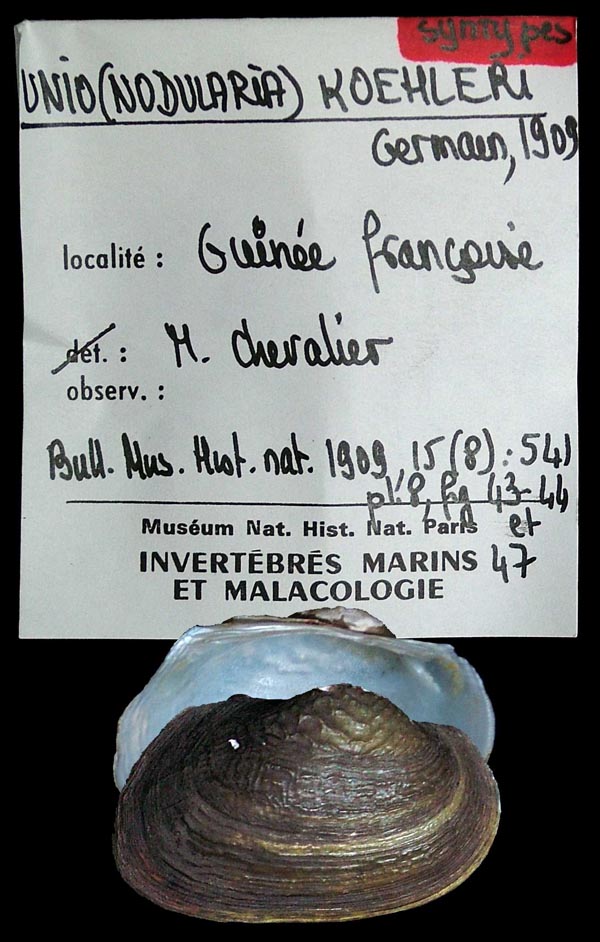 syntypes
UNIO (NODULARIA) KOEHLERI
Germain, 1909
localité : Guinée française
dét. : M. Chevalier
observ. :
Bull. Mus. Hist. nat. 1909, 15(8): 541
pl. 8, fig 43-44
et
47
Muséum Nat. Hist. Nat. Paris
INVERTÉBRÉS MARINS
ET MALACOLOGIE